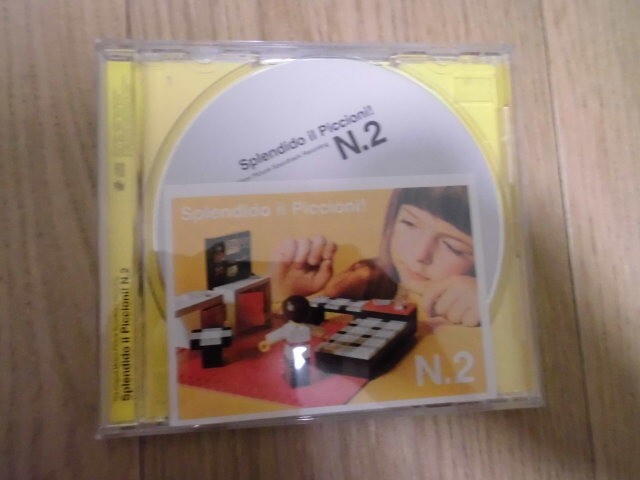 Splendido il Piccioni!
N.2
Splendido il Piccioni!
N.2
Splendido il Piccioni! N.2